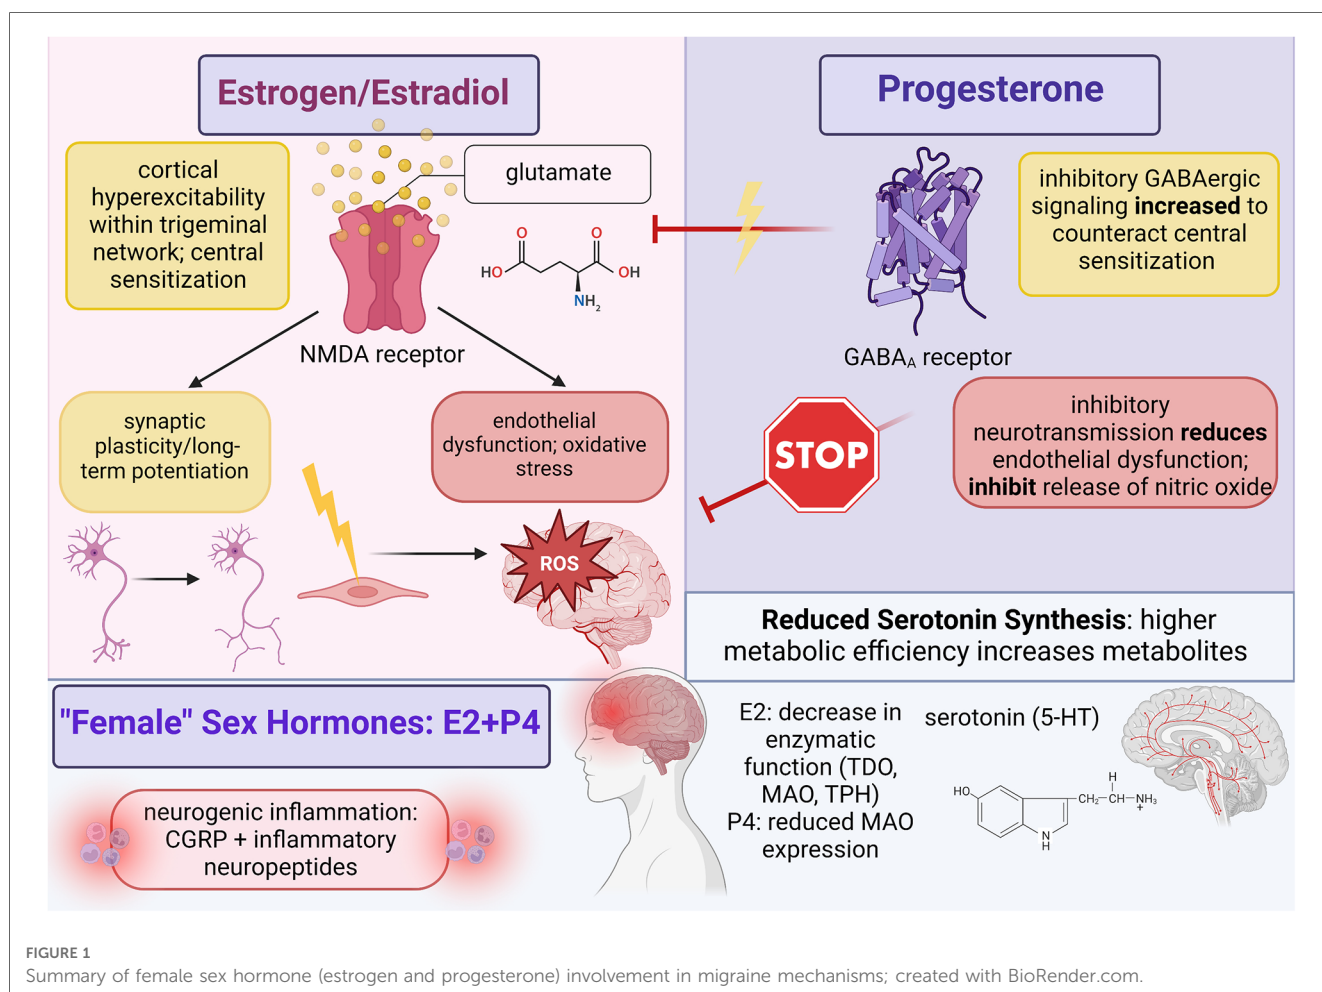 Estrogen/Estradiol
cortical
hyperexcitability
within trigeminal
network; central
sensitization
glutamate
O
O
HO
OH
NH2
NMDA receptor
synaptic
plasticity/long-
term potentiation
endothelial
dysfunction; oxidative
stress
ROS
Progesterone
inhibitory GABAergic
signaling increased to
counteract central
sensitization
GABAA receptor
STOP
inhibitory
neurotransmission reduces
endothelial dysfunction;
inhibit release of nitric oxide
Reduced Serotonin Synthesis: higher
metabolic efficiency increases metabolites
"Female" Sex Hormones: E2+P4
neurogenic inflammation:
CGRP + inflammatory
neuropeptides
E2: decrease in
enzymatic
function (TDO,
MAO, TPH)
P4: reduced MAO
expression
serotonin (5-HT)
H
HO
CH2—CH—NH3
+
N
H
FIGURE 1
Summary of female sex hormone (estrogen and progesterone) involvement in migraine mechanisms; created with BioRender.com.